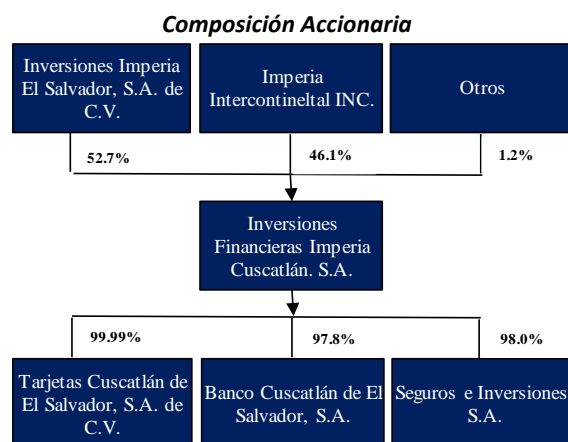 Composición Accionaria
Inversiones Imperia
El Salvador, S.A. de
C.V.
Imperia
Intercontineltal INC.
Otros
52.7%
46.1%
1.2%
Inversiones
Financieras Imperia
Cuscatlán. S.A.
99.99%
97.8%
98.0%
Tarjetas Cuscatlán de
El Salvador, S.A. de
C.V.
Banco Cuscatlán de El
Salvador, S.A.
Seguros e Inversiones
S.A.